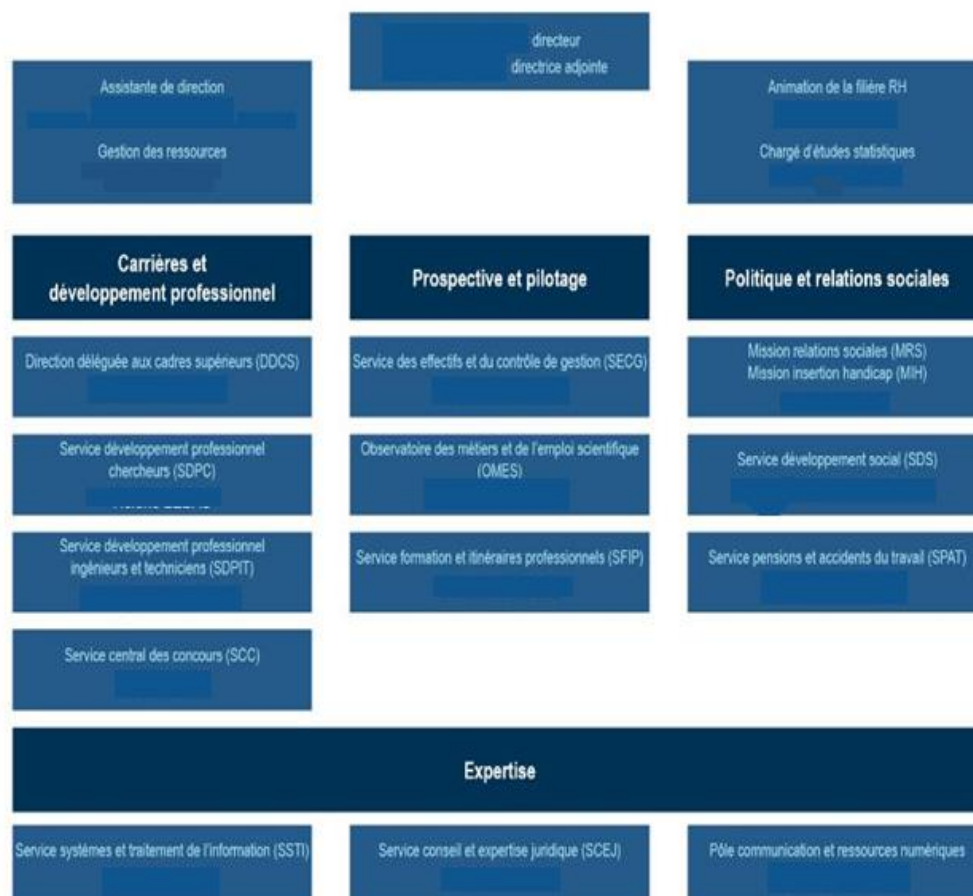 directeur
directrice adjointe
Assistante de direction
Gestion des ressources
Animation de la filière RH
Chargé d'études statistiques
Carrières et
développement professionnel
Prospective et pilotage
Politique et relations sociales
Direction déléguée aux cadres supérieurs (DDCS)
Service des effectifs et du contrôle de gestion (SECG)
Mission relations sociales (MRS)
Mission insertion handicap (MIH)
Service développement professionnel
chercheurs (SDPC)
Observatoire des métiers et de l'emploi scientifique
(OMES)
Service développement social (SDS)
Service développement professionnel
ingénieurs et techniciens (SDPIT)
Service formation et itinéraires professionnels (SFIP)
Service pensions et accidents du travail (SPAT)
Service central des concours (SCC)
Expertise
Service systèmes et traitement de l'information (SSTI)
Service conseil et expertise juridique (SCEJ)
Pôle communication et ressources numériques